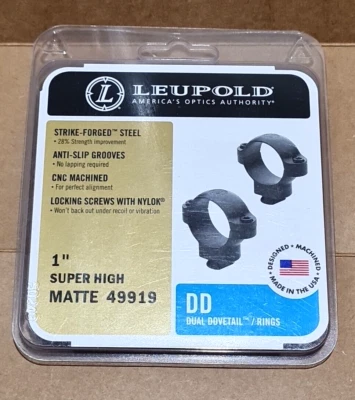 L
LEUPOLD®
AMERICA'S OPTICS AUTHORITY®
STRIKE-FORGED™ STEEL
• 28% Strength improvement
ANTI-SLIP GROOVES
• No lapping required
CNC MACHINED
• For perfect alignment
LOCKING SCREWS WITH NYLOK®
• Won't back out under recoil or vibration
1"
SUPER HIGH
MATTE 49919
DESIGNED • MACHINED
MADE IN THE USA
DD
DUAL DOVETAIL™ / RINGS